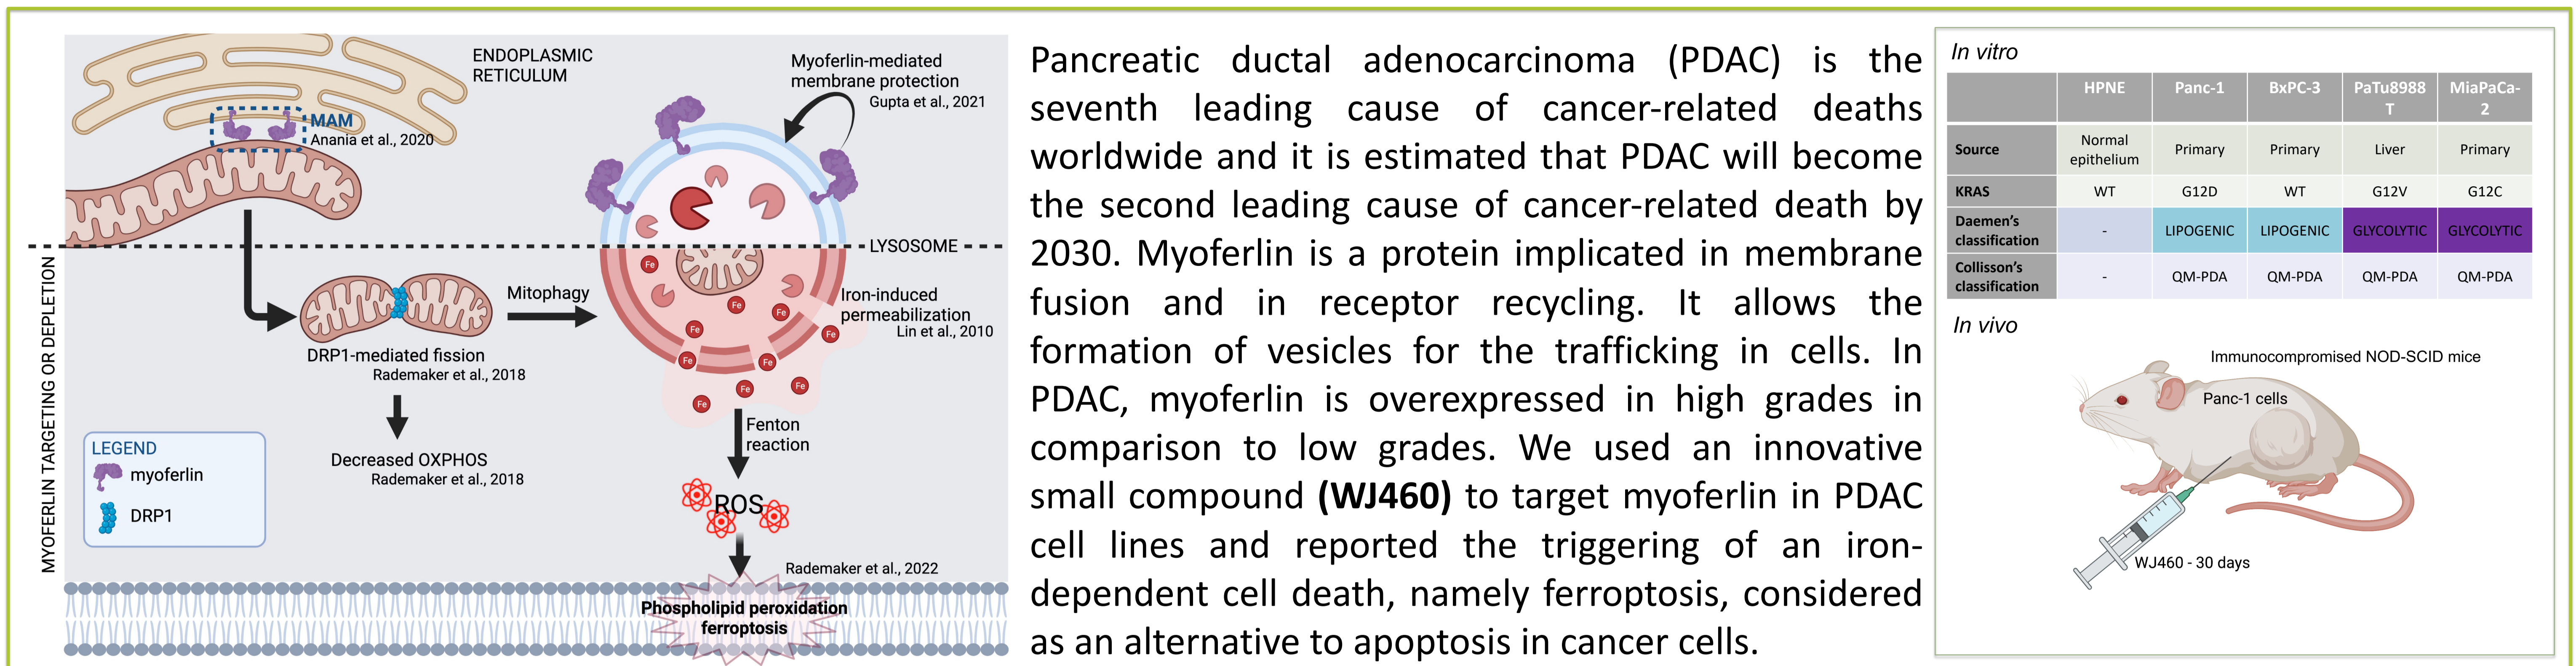 ENDOPLASMIC
RETICULUM
MAM
Anania et al., 2020
Myoferlin-mediated
membrane protection
Gupta et al., 2021
LYSOSOME
MYOFERLIN TARGETING OR DEPLETION
Mitophagy
DRP1-mediated fission
Rademaker et al., 2018
Decreased OXPHOS
Rademaker et al., 2018
Fe
Fe
Fe
Fe
Fe
Fe
Fe
Fe
Fe
Fe
Iron-induced
permeabilization
Lin et al., 2010
Fenton
reaction
ROS
LEGEND
myoferlin
DRP1
Rademaker et al., 2022
Phospholipid peroxidation
ferroptosis
Pancreatic ductal adenocarcinoma (PDAC) is the
seventh leading cause of cancer-related deaths
worldwide and it is estimated that PDAC will become
the second leading cause of cancer-related death by
2030. Myoferlin is a protein implicated in membrane
fusion and in receptor recycling. It allows the
formation of vesicles for the trafficking in cells. In
PDAC, myoferlin is overexpressed in high grades in
comparison to low grades. We used an innovative
small compound (WJ460) to target myoferlin in PDAC
cell lines and reported the triggering of an iron-
dependent cell death, namely ferroptosis, considered
as an alternative to apoptosis in cancer cells.
In vitro
HPNE Panc-1 BxPC-3 PaTu8988 MiaPaCa-
T 2
Source Normal epithelium Primary Primary Liver Primary
KRAS WT G12D WT G12V G12C
Daemen's classification - LIPOGENIC LIPOGENIC GLYCOLYTIC GLYCOLYTIC
Collisson's classification - QM-PDA QM-PDA QM-PDA QM-PDA
In vivo
Immunocompromised NOD-SCID mice
Panc-1 cells
WJ460 - 30 days